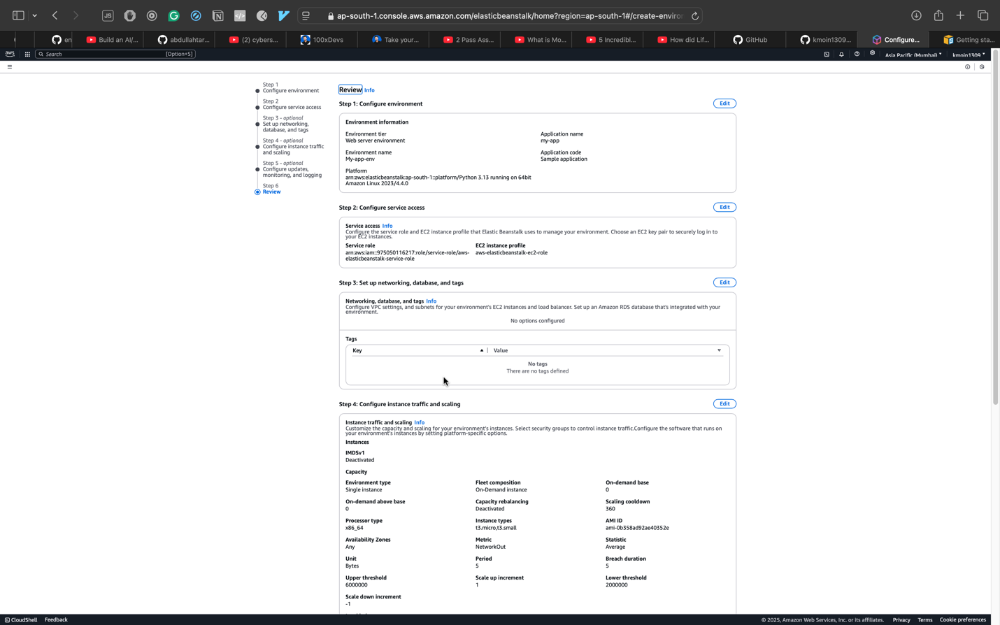 ap-south-1.console.aws.amazon.com/elasticbeanstalk/home?region=ap-south-1#/create-enviror
en
Build an AI/...
abdullahtar...
(2) cybers...
100xDevs
Take your...
2 Pass Ass...
What is Mo...
5 Incredibl...
How did Lif...
GitHub
kmoin1309...
Configure...
Getting sta...
aws
Search
[Option+S]
Asia Pacific (Mumbai)
kmoin1309
Step 1
Configure environment
Step 2
Configure service access
Step 3 - optional
Set up networking,
database, and tags
Step 4 - optional
Configure instance traffic
and scaling
Step 5 - optional
Configure updates,
monitoring, and logging
Step 6
Review
Review Info
Step 1: Configure environment
Edit
Environment information
Environment tier
Web server environment
Application name
my-app
Environment name
My-app-env
Application code
Sample application
Platform
arn:aws:elasticbeanstalk:ap-south-1::platform/Python 3.13 running on 64bit
Amazon Linux 2023/4.4.0
Step 2: Configure service access
Edit
Service access Info
Configure the service role and EC2 instance profile that Elastic Beanstalk uses to manage your environment. Choose an EC2 key pair to securely log in to
your EC2 instances.
Service role
arn:aws:iam::975050116217:role/service-role/aws-
elasticbeanstalk-service-role
EC2 instance profile
aws-elasticbeanstalk-ec2-role
Step 3: Set up networking, database, and tags
Edit
Networking, database, and tags Info
Configure VPC settings, and subnets for your environment's EC2 instances and load balancer. Set up an Amazon RDS database that's integrated with your
environment.
No options configured
Tags
Key
Value
No tags
There are no tags defined
Step 4: Configure instance traffic and scaling
Edit
Instance traffic and scaling Info
Customize the capacity and scaling for your environment's instances. Select security groups to control instance traffic.Configure the software that runs on
your environment's instances by setting platform-specific options.
Instances
IMDSv1
Deactivated
Capacity
Environment type
Single instance
Fleet composition
On-Demand instance
On-demand base
0
On-demand above base
0
Capacity rebalancing
Deactivated
Scaling cooldown
360
Processor type
x86_64
Instance types
t3.micro,t3.small
AMI ID
ami-0b358ad92ae40352e
Availability Zones
Any
Metric
NetworkOut
Statistic
Average
Unit
Bytes
Period
5
Breach duration
5
Upper threshold
6000000
Scale up increment
1
Lower threshold
2000000
Scale down increment
-1
CloudShell
Feedback
© 2025, Amazon Web Services, Inc. or its affiliates.
Privacy
Terms
Cookie preferences